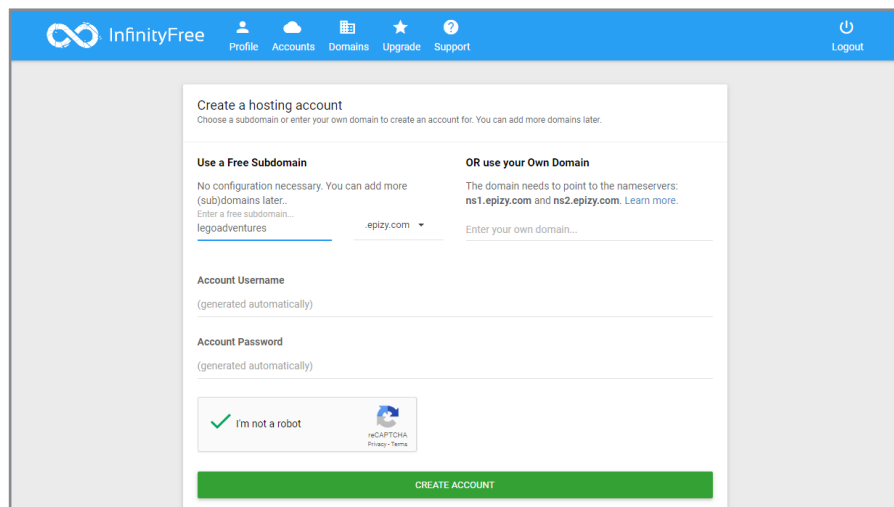 InfinityFree
Profile Accounts Domains Upgrade Support
Logout
Create a hosting account
Choose a subdomain or enter your own domain to create an account for. You can add more domains later.
Use a Free Subdomain
No configuration necessary. You can add more
(sub)domains later..
Enter a free subdomain...
legoadventures
.epizy.com
OR use your Own Domain
The domain needs to point to the nameservers:
ns1.epizy.com and ns2.epizy.com. Learn more.
Enter your own domain...
Account Username
(generated automatically)
Account Password
(generated automatically)
I'm not a robot
reCAPTCHA
Privacy - Terms
CREATE ACCOUNT